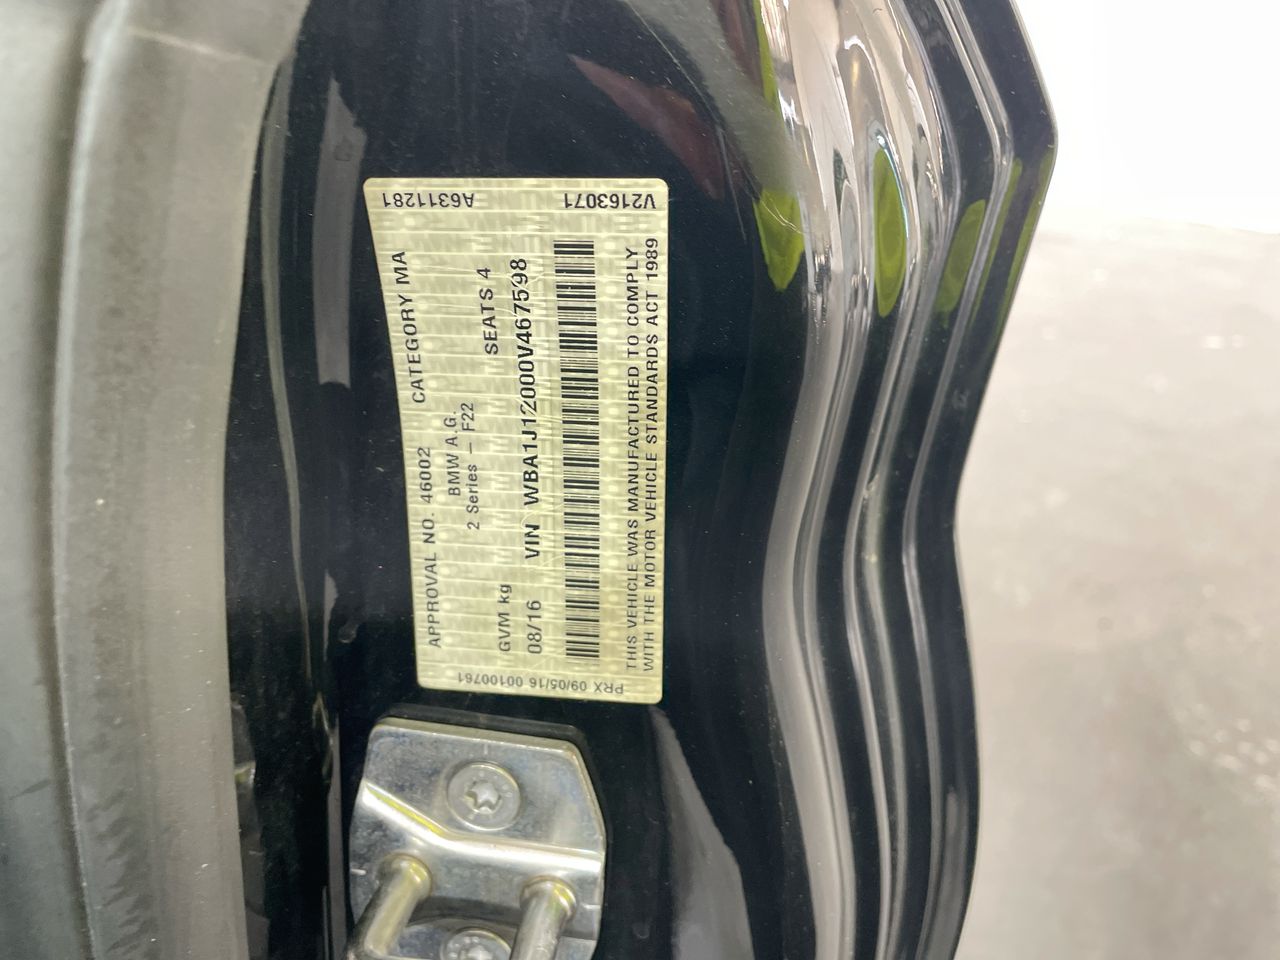 APPROVAL NO. 46002 CATEGORY MA
BMW A.G.
2 Series – F22
GVM kg SEATS 4
08/16 VIN WBA1J12000V467598
THIS VEHICLE WAS MANUFACTURED TO COMPLY
WITH THE MOTOR VEHICLE STANDARDS ACT 1989
A6311281
V2163071
PRX 09/05/16 00100761